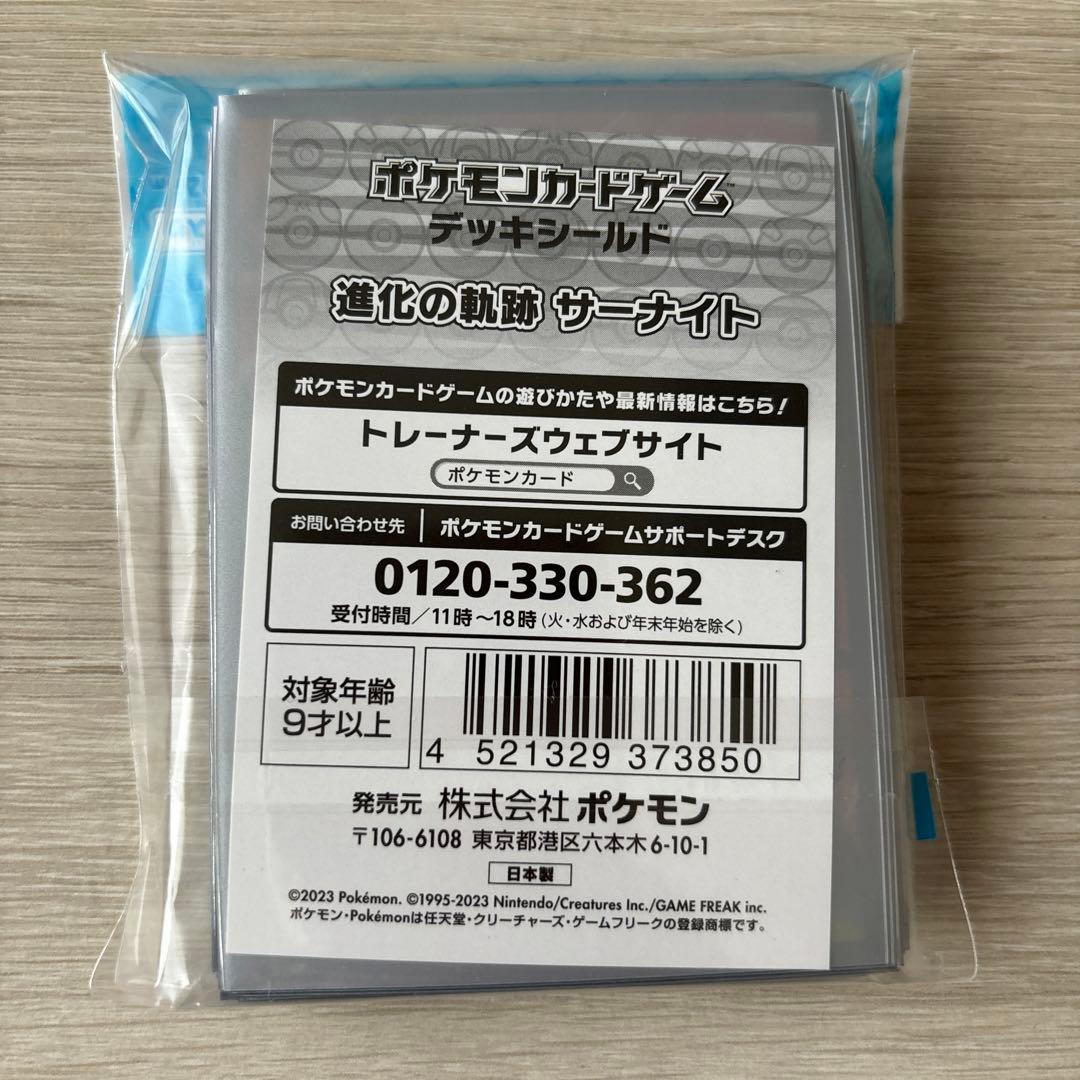 ポケモンカードゲーム™
デッキシールド
進化の軌跡 サーナイト
ポケモンカードゲームの遊びかたや最新情報はこちら!
トレーナーズウェブサイト
ポケモンカード
お問い合わせ先 ポケモンカードゲームサポートデスク
0120-330-362
受付時間/11時~18時(火・水および年末年始を除く)
対象年齢
9才以上
4 521329 373850
発売元 株式会社 ポケモン
〒106-6108 東京都港区六本木6-10-1
日本製
©2023 Pokémon. ©1995-2023 Nintendo/Creatures Inc./GAME FREAK inc.
ポケモン・Pokémonは任天堂・クリーチャーズ・ゲームフリークの登録商標です。